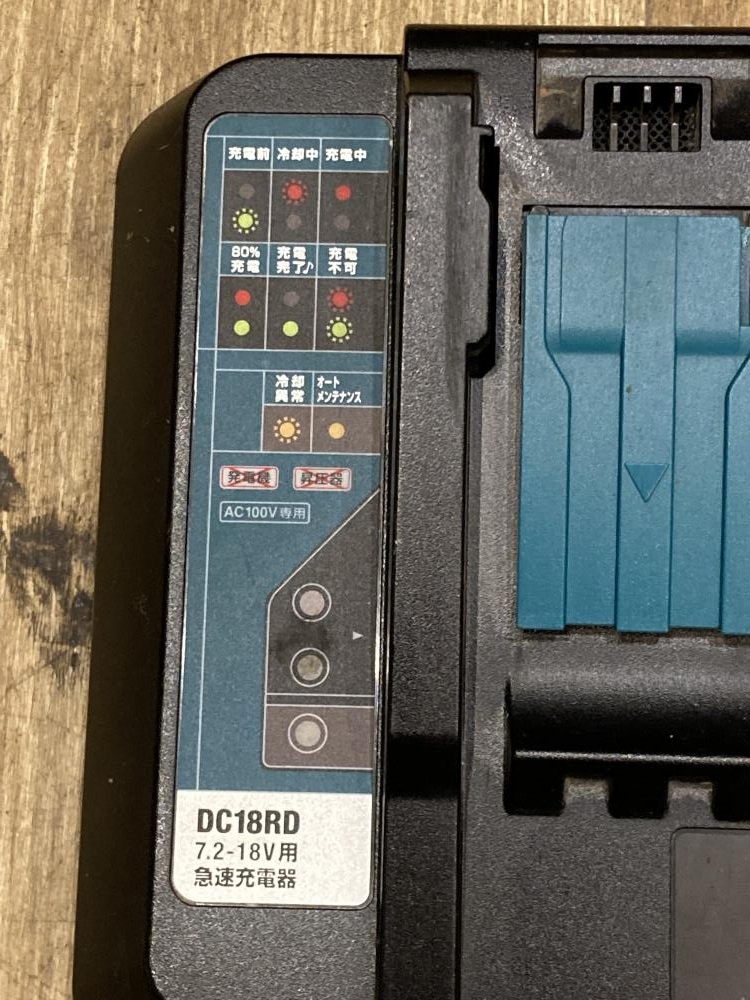 充電前 冷却中 充電中
80%
充電
充電
完了♪
充電
不可
冷却
異常
オート
メンテナンス
発電機 昇圧器
AC100V専用
DC18RD
7.2-18V用
急速充電器